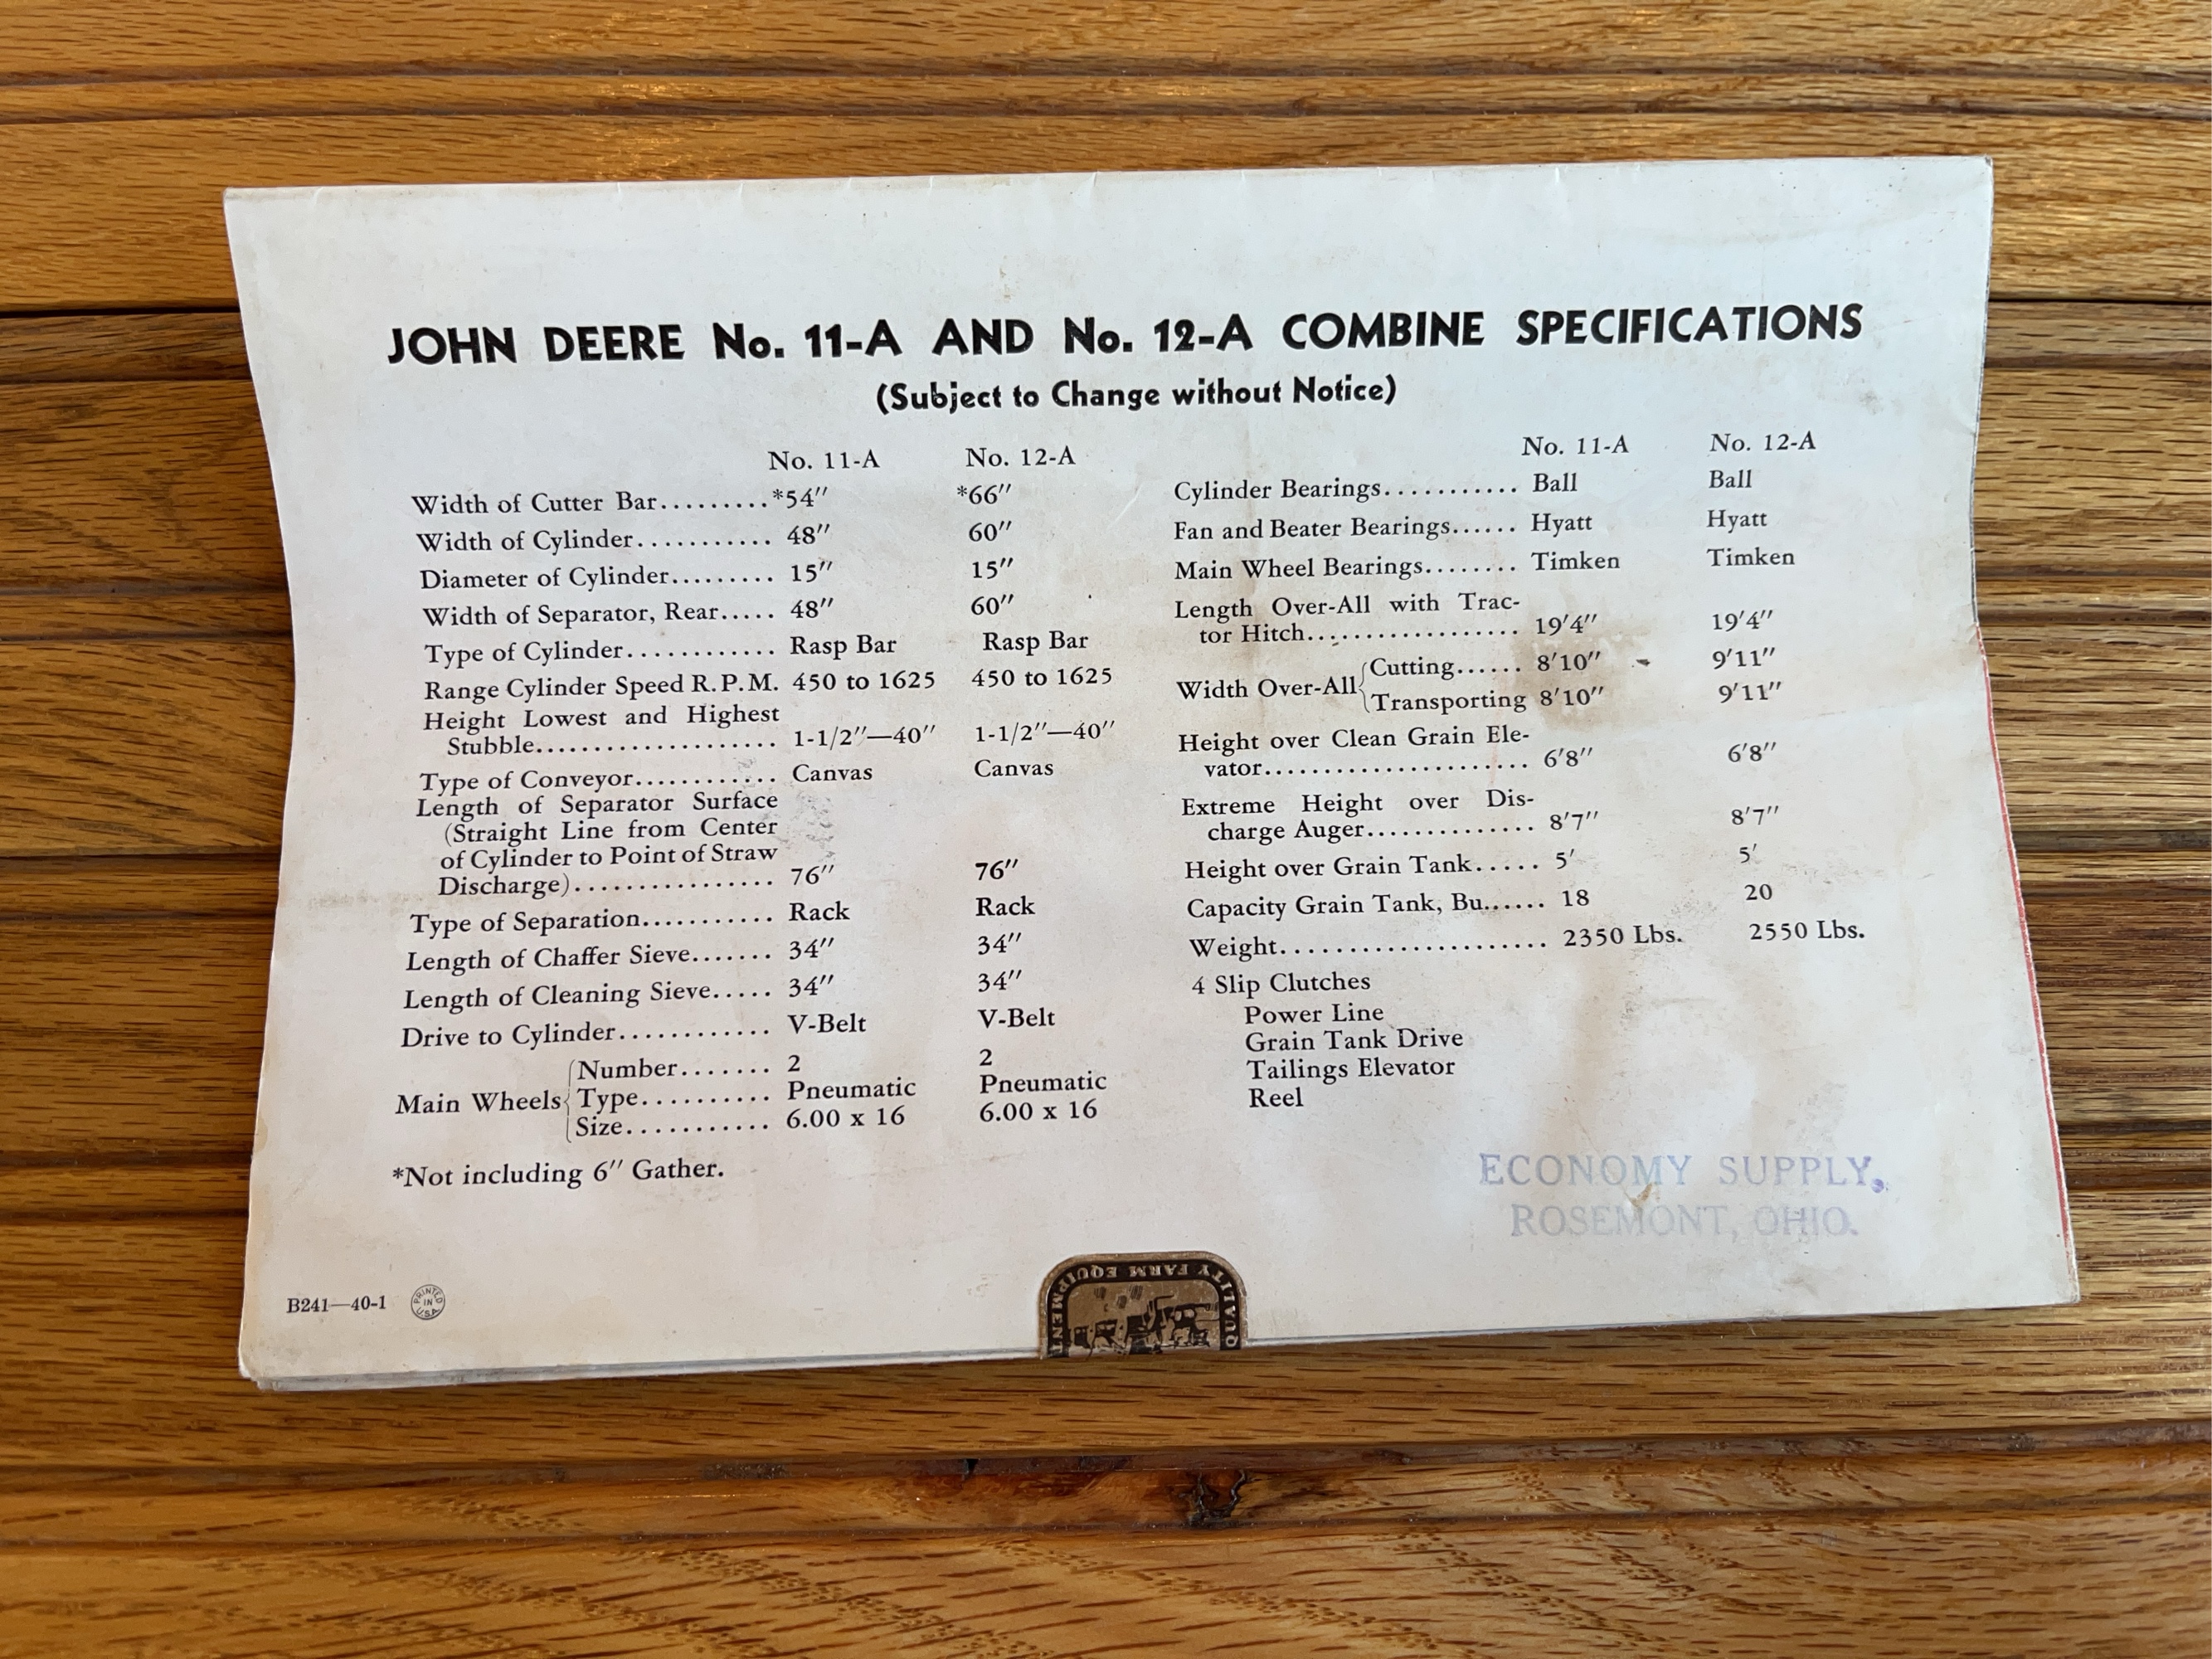 JOHN DEERE No. 11-A AND No. 12-A COMBINE SPECIFICATIONS
(Subject to Change without Notice)
No. 11-A No. 12-A
Width of Cutter Bar.........*54″ *66″
Width of Cylinder........... 48″ 60″
Diameter of Cylinder......... 15″ 15″
Width of Separator, Rear..... 48″ 60″
Type of Cylinder............ Rasp Bar Rasp Bar
Range Cylinder Speed R.P.M. 450 to 1625 450 to 1625
Height Lowest and Highest
Stubble.................... 1-1/2″—40″ 1-1/2″—40″
Type of Conveyor............ Canvas Canvas
Length of Separator Surface
(Straight Line from Center
of Cylinder to Point of Straw
Discharge)................. 76″ 76″
Type of Separation........... Rack Rack
Length of Chaffer Sieve....... 34″ 34″
Length of Cleaning Sieve..... 34″ 34″
Drive to Cylinder............ V-Belt V-Belt
Number....... 2 2
Main Wheels Type.......... Pneumatic Pneumatic
Size........... 6.00 x 16 6.00 x 16
*Not including 6″ Gather.
No. 11-A No. 12-A
Cylinder Bearings........... Ball Ball
Fan and Beater Bearings...... Hyatt Hyatt
Main Wheel Bearings........ Timken Timken
Length Over-All with Trac-
tor Hitch.................. 19′4″ 19′4″
Cutting...... 8′10″ 9′11″
Width Over-All
Transporting 8′10″ 9′11″
Height over Clean Grain Ele-
vator...................... 6′8″ 6′8″
Extreme Height over Dis-
charge Auger.............. 8′7″ 8′7″
Height over Grain Tank..... 5′ 5′
Capacity Grain Tank, Bu...... 18 20
Weight...................... 2350 Lbs. 2550 Lbs.
4 Slip Clutches
Power Line
Grain Tank Drive
Tailings Elevator
Reel
ECONOMY SUPPLY,
ROSEMONT, OHIO.
B241—40-1
PRINTED
IN
U.S.A.
QUALITY FARM EQUIPMENT